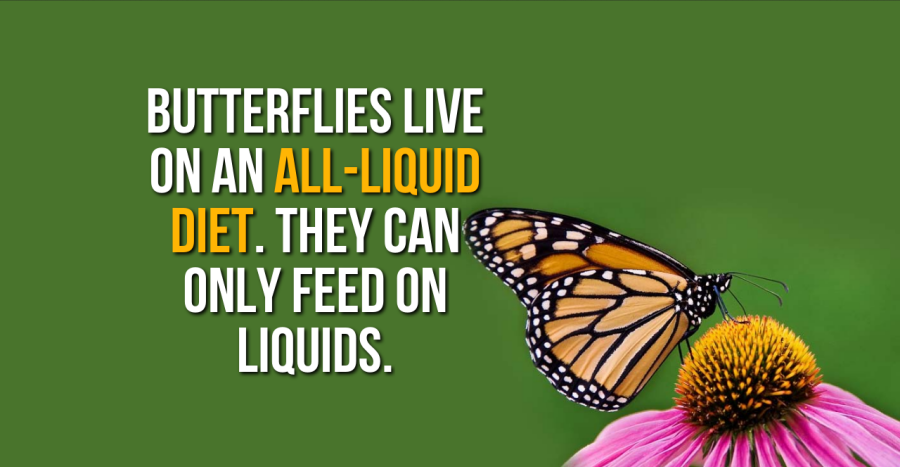 BUTTERFLIES LIVE
ON AN ALL-LIQUID
DIET. THEY CAN
ONLY FEED ON
LIQUIDS.